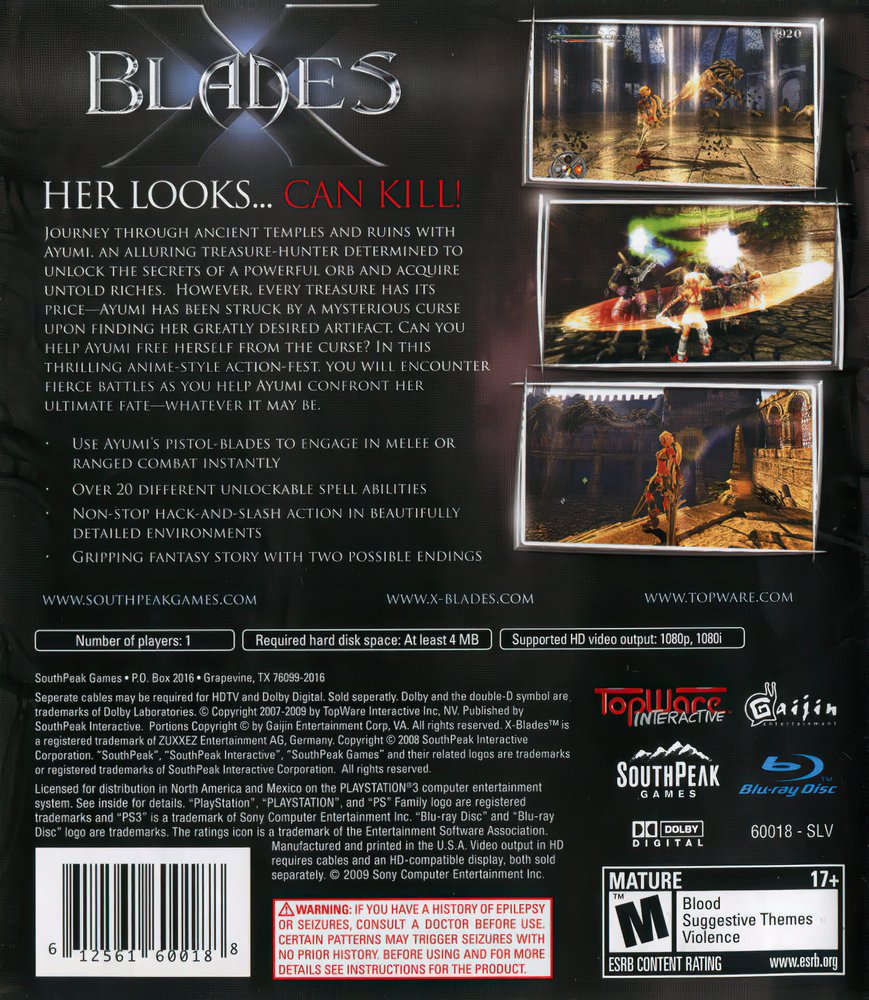 X
BLADES
HER LOOKS... CAN KILL!
JOURNEY THROUGH ANCIENT TEMPLES AND RUINS WITH
AYUMI, AN ALLURING TREASURE-HUNTER DETERMINED TO
UNLOCK THE SECRETS OF A POWERFUL ORB AND ACQUIRE
UNTOLD RICHES. HOWEVER, EVERY TREASURE HAS ITS
PRICE—AYUMI HAS BEEN STRUCK BY A MYSTERIOUS CURSE
UPON FINDING HER GREATLY DESIRED ARTIFACT. CAN YOU
HELP AYUMI FREE HERSELF FROM THE CURSE? IN THIS
THRILLING ANIME-STYLE ACTION-FEST, YOU WILL ENCOUNTER
FIERCE BATTLES AS YOU HELP AYUMI CONFRONT HER
ULTIMATE FATE—WHATEVER IT MAY BE.
· USE AYUMI'S PISTOL-BLADES TO ENGAGE IN MELEE OR
RANGED COMBAT INSTANTLY
· OVER 20 DIFFERENT UNLOCKABLE SPELL ABILITIES
· NON-STOP HACK-AND-SLASH ACTION IN BEAUTIFULLY
DETAILED ENVIRONMENTS
· GRIPPING FANTASY STORY WITH TWO POSSIBLE ENDINGS
920
WWW.SOUTHPEAKGAMES.COM
WWW.X-BLADES.COM
WWW.TOPWARE.COM
Number of players: 1
Required hard disk space: At least 4 MB
Supported HD video output: 1080p, 1080i
SouthPeak Games • P.O. Box 2016 • Grapevine, TX 76099-2016
Seperate cables may be required for HDTV and Dolby Digital. Sold seperatly. Dolby and the double-D symbol are
trademarks of Dolby Laboratories. © Copyright 2007-2009 by TopWare Interactive Inc, NV. Published by
SouthPeak Interactive. Portions Copyright © by Gaijin Entertainment Corp, VA. All rights reserved. X-Blades™ is
a registered trademark of ZUXXEZ Entertainment AG, Germany. Copyright © 2008 SouthPeak Interactive
Corporation. "SouthPeak", "SouthPeak Interactive", "SouthPeak Games" and their related logos are trademarks
or registered trademarks of SouthPeak Interactive Corporation. All rights reserved.
Licensed for distribution in North America and Mexico on the PLAYSTATION®3 computer entertainment
system. See inside for details. "PlayStation", "PLAYSTATION", and "PS" Family logo are registered
trademarks and "PS3" is a trademark of Sony Computer Entertainment Inc. "Blu-ray Disc" and "Blu-ray
Disc" logo are trademarks. The ratings icon is a trademark of the Entertainment Software Association.
Manufactured and printed in the U.S.A. Video output in HD
requires cables and an HD-compatible display, both sold
separately. © 2009 Sony Computer Entertainment Inc.
TopWare
INTERACTIVE
Gaijin
entertainment
SOUTHPEAK
GAMES
Blu-ray Disc™
DOLBY
DIGITAL
60018 - SLV
6 12561 60018 8
WARNING: IF YOU HAVE A HISTORY OF EPILEPSY
OR SEIZURES, CONSULT A DOCTOR BEFORE USE.
CERTAIN PATTERNS MAY TRIGGER SEIZURES WITH
NO PRIOR HISTORY. BEFORE USING AND FOR MORE
DETAILS SEE INSTRUCTIONS FOR THE PRODUCT.
MATURE 17+
M™
Blood
Suggestive Themes
Violence
ESRB CONTENT RATING www.esrb.org